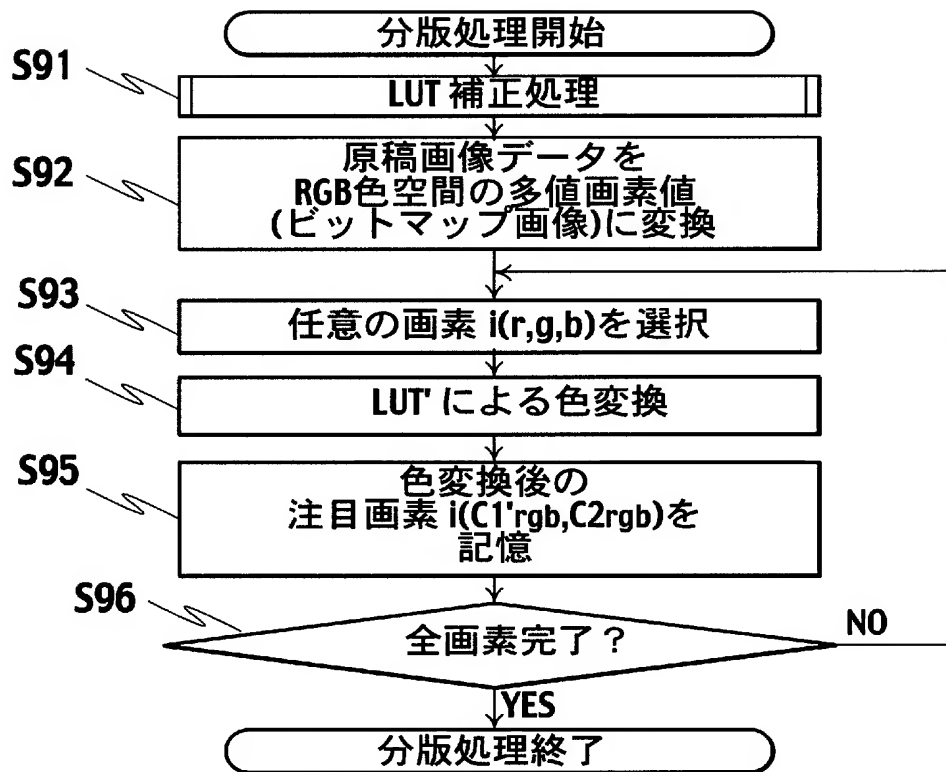 分版処理開始
S91
LUT 補正処理
S92
原稿画像データを
RGB色空間の多値画素値
(ビットマップ画像)に変換
S93
任意の画素 i(r,g,b)を選択
S94
LUT' による色変換
S95
色変換後の
注目画素 i(C1'rgb,C2rgb)を
記憶
S96
全画素完了？
NO
YES
分版処理終了